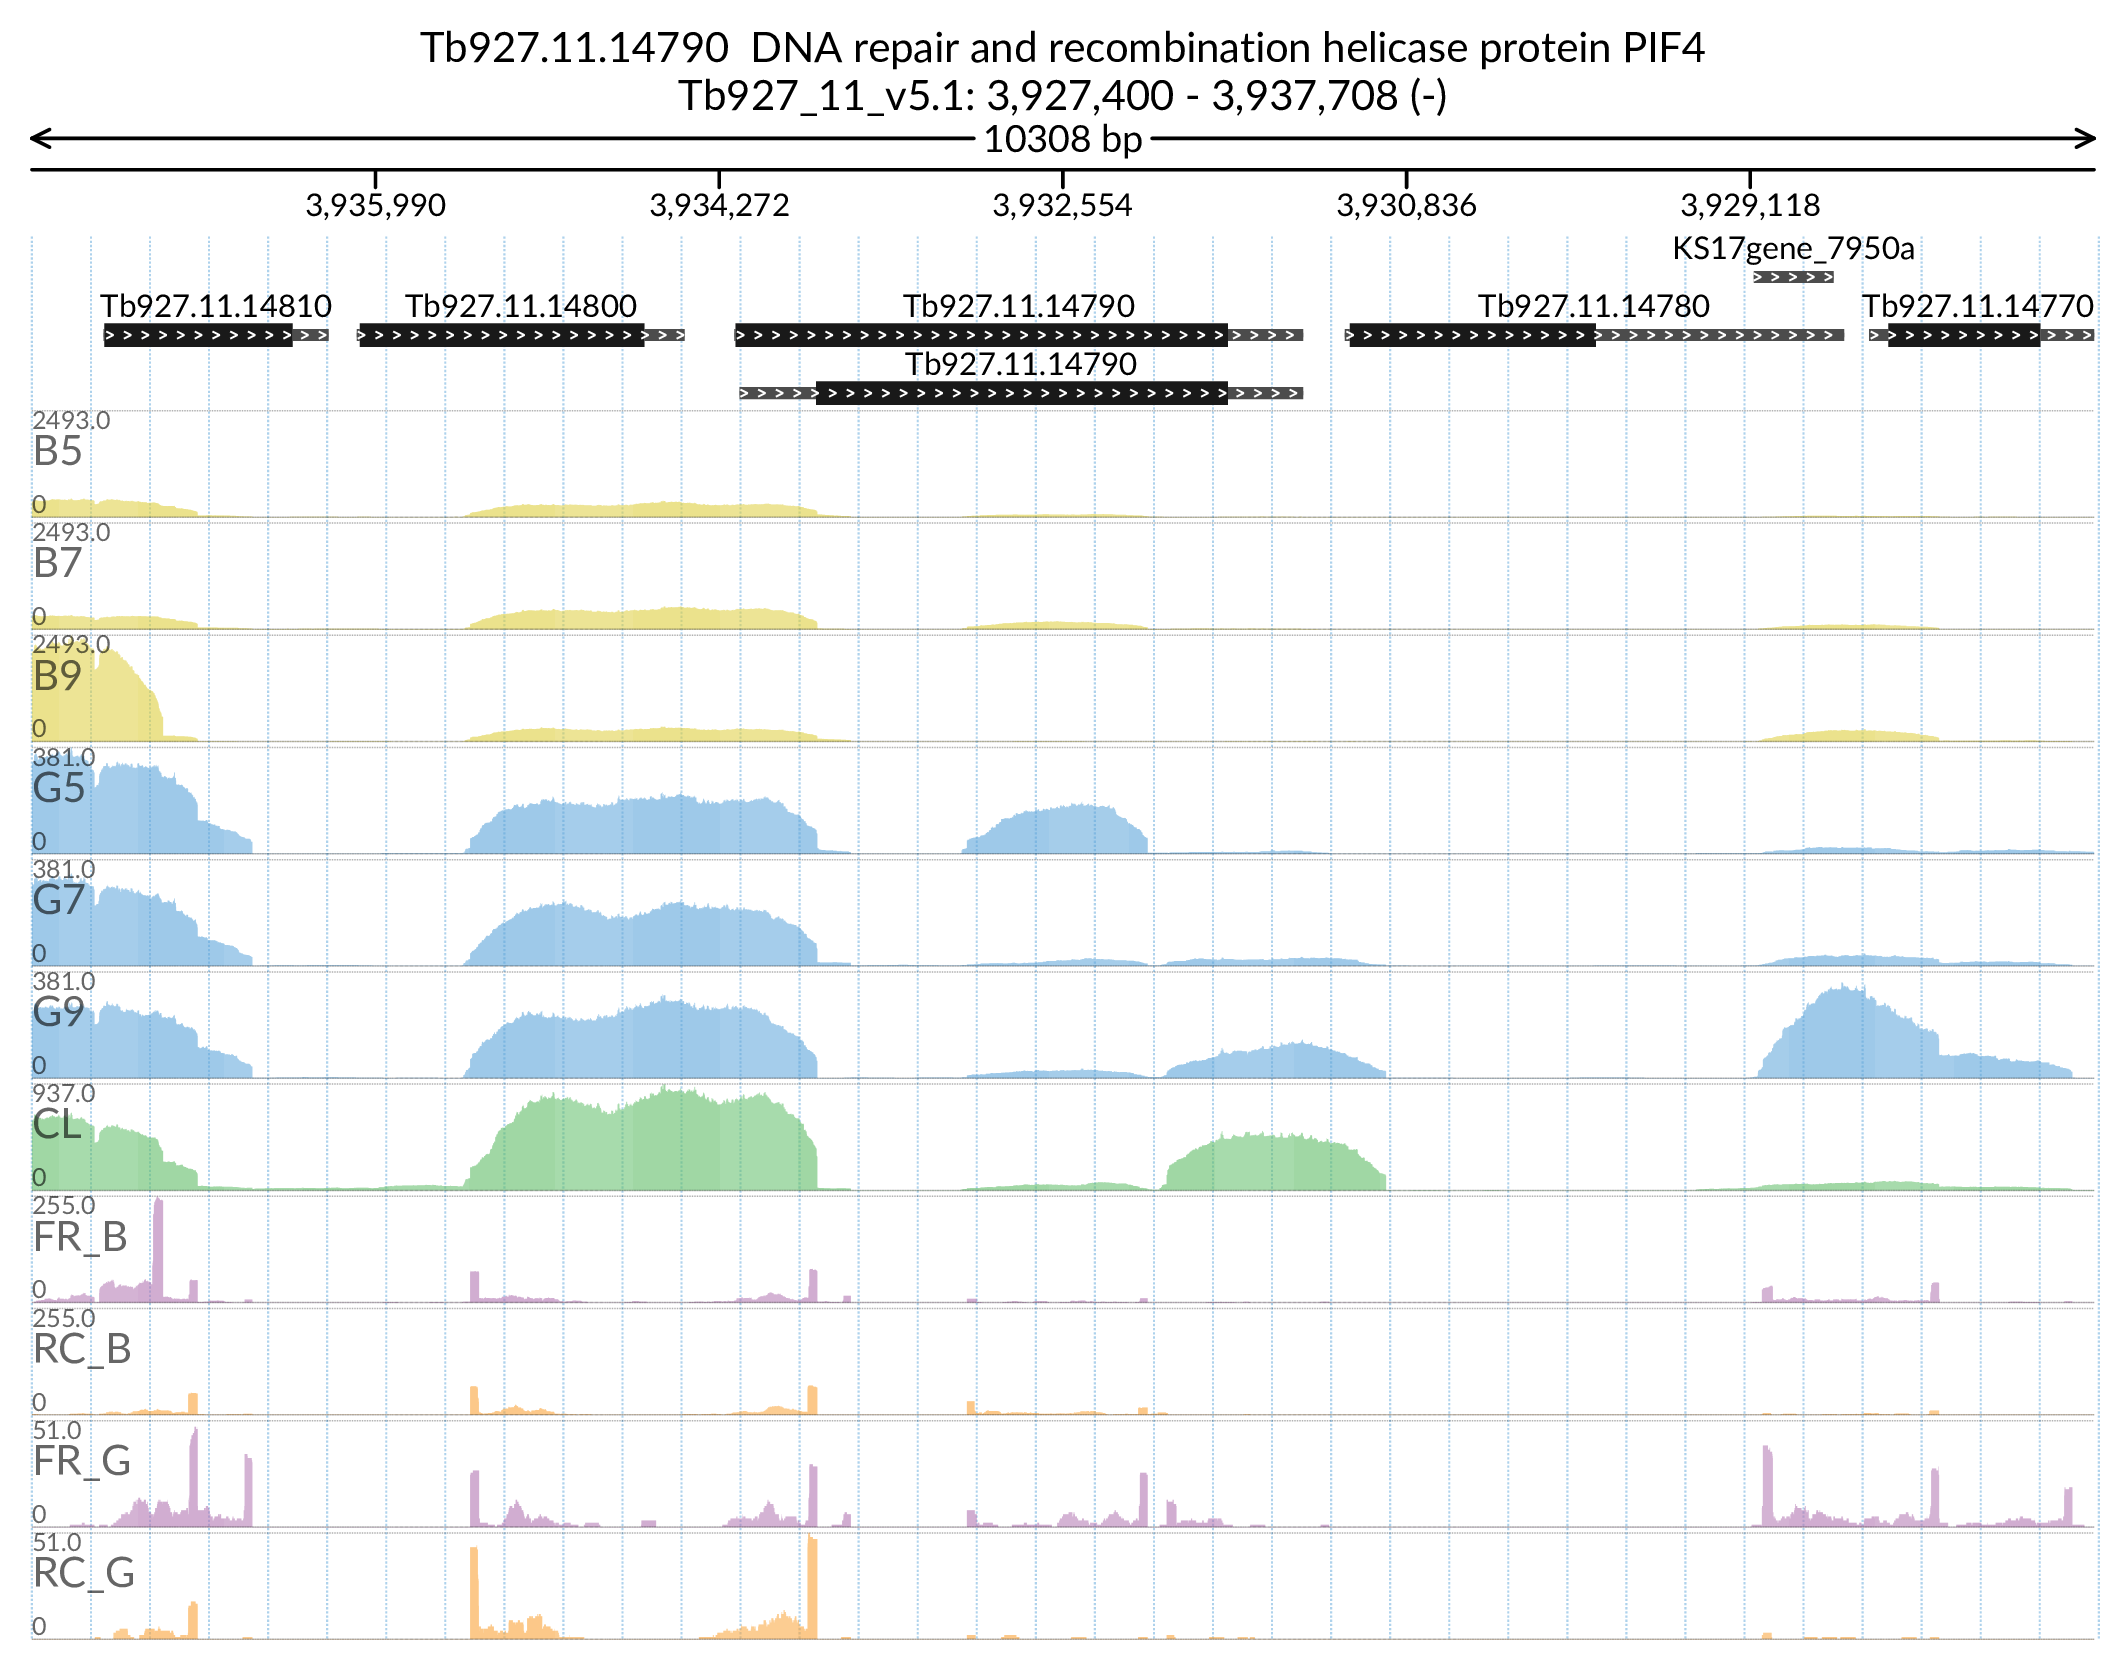 Tb927.11.14790  DNA repair and recombination helicase protein PIF4
Tb927_11_v5.1: 3,927,400 - 3,937,708 (-)
10308 bp
3,935,990 3,934,272 3,932,554 3,930,836 3,929,118
KS17gene_7950a
Tb927.11.14810 Tb927.11.14800 Tb927.11.14790 Tb927.11.14780 Tb927.11.14770
Tb927.11.14790
2493.0
B5
0
2493.0
B7
0
2493.0
B9
0
381.0
G5
0
381.0
G7
0
381.0
G9
0
937.0
CL
0
255.0
FR_B
0
255.0
RC_B
0
51.0
FR_G
0
51.0
RC_G
0